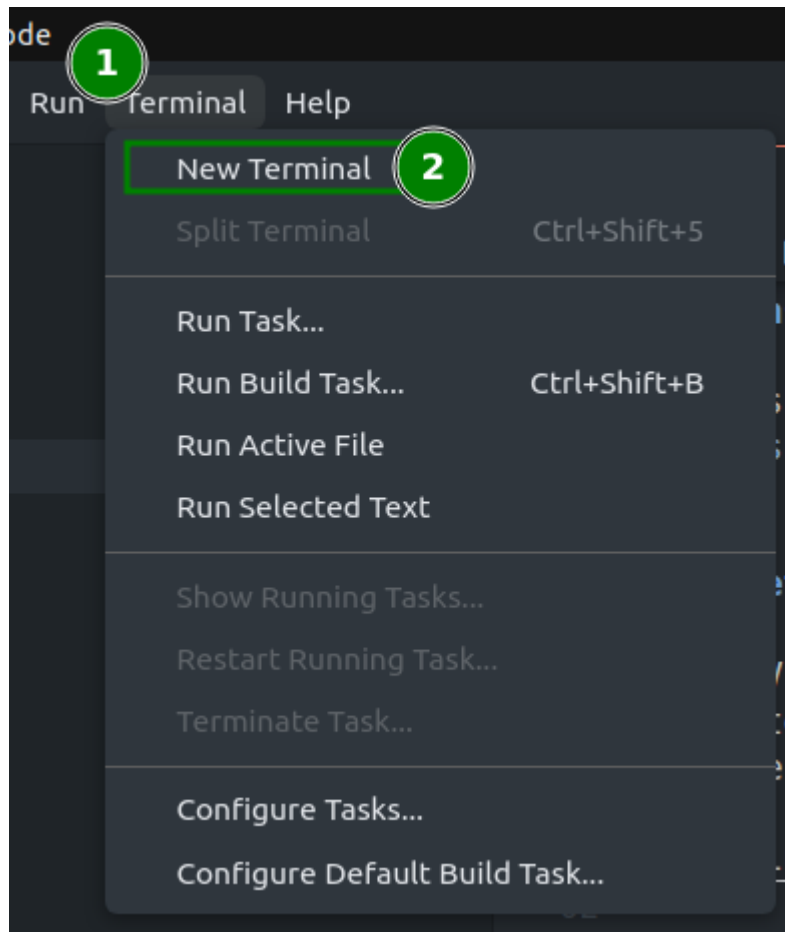 ode
1
Run Terminal Help
New Terminal 2
Split Terminal Ctrl+Shift+5
Run Task...
Run Build Task... Ctrl+Shift+B
Run Active File
Run Selected Text
Show Running Tasks...
Restart Running Task...
Terminate Task...
Configure Tasks...
Configure Default Build Task...